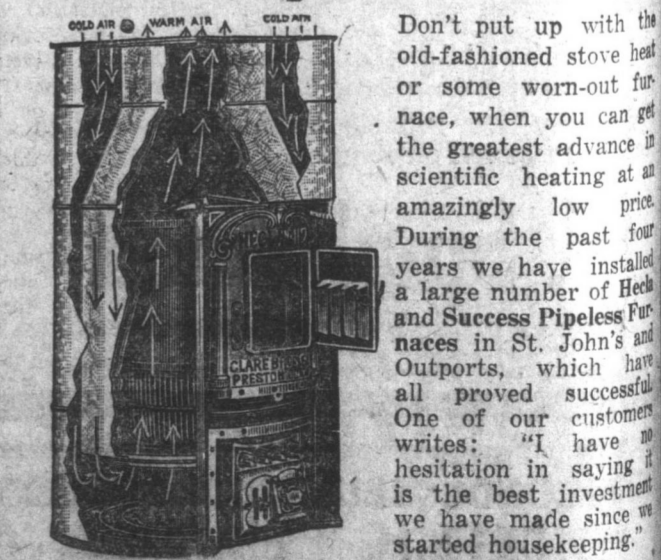 COLD AIR WARM AIR COLD AIR
HECLA
CLARE BROS
PRESTON
Don't put up with the
old-fashioned stove heat
or some worn-out fur-
nace, when you can get
the greatest advance in
scientific heating at an
amazingly low price.
During the past four
years we have installed
a large number of Hecla
and Success Pipeless Fur-
naces in St. John's and
Outports, which have
all proved successful.
One of our customers
writes: "I have no
hesitation in saying it
is the best investment
we have made since we
started housekeeping."